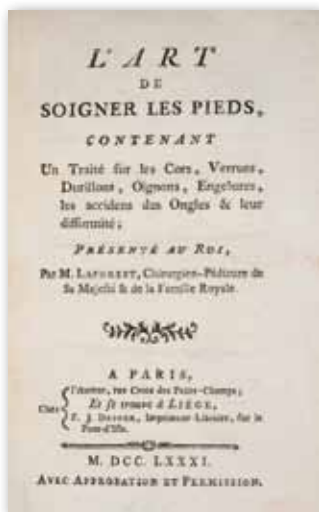 L'ART
DE
SOIGNER LES PIEDS,
CONTENANT
Un Traité sur les Cors, Verrues,
Durillons, Oignons, Engelures,
les accidens des Ongles & leur
difformité;
PRÉSENTÉ AU ROI,
Par M. LAFOREST, Chirurgien-Pédicure de
Sa Majesté & de la Famille Royale.
A PARIS,
Chez
l'Auteur, rue Croix des Petits-Champs;
Et se trouve à LIÈGE,
F. J. DESOER, Imprimeur-Libraire, sur le
Pont-d'Isle.
M. DCC. LXXXI.
AVEC APPROBATION ET PERMISSION.